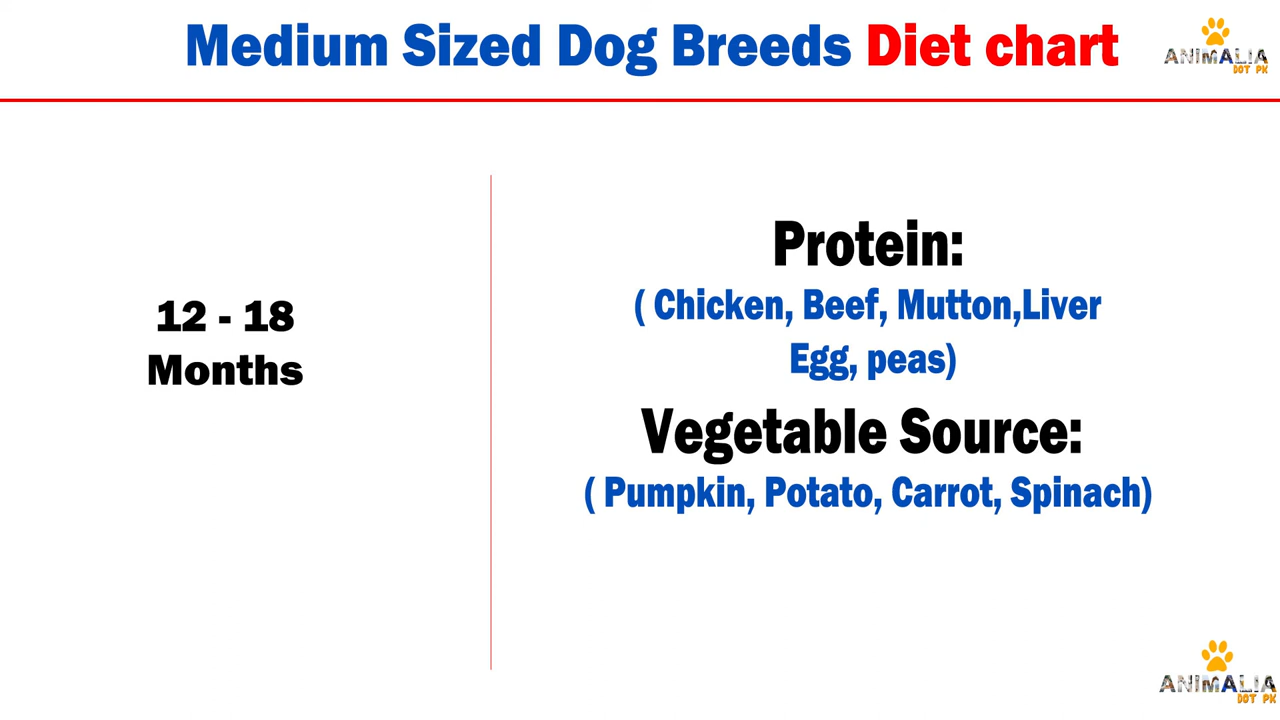 Medium Sized Dog Breeds Diet chart
ANIMALIA
DOT PK
12 - 18
Months
Protein:
( Chicken, Beef, Mutton,Liver
Egg, peas)
Vegetable Source:
( Pumpkin, Potato, Carrot, Spinach)
ANIMALIA
DOT PK